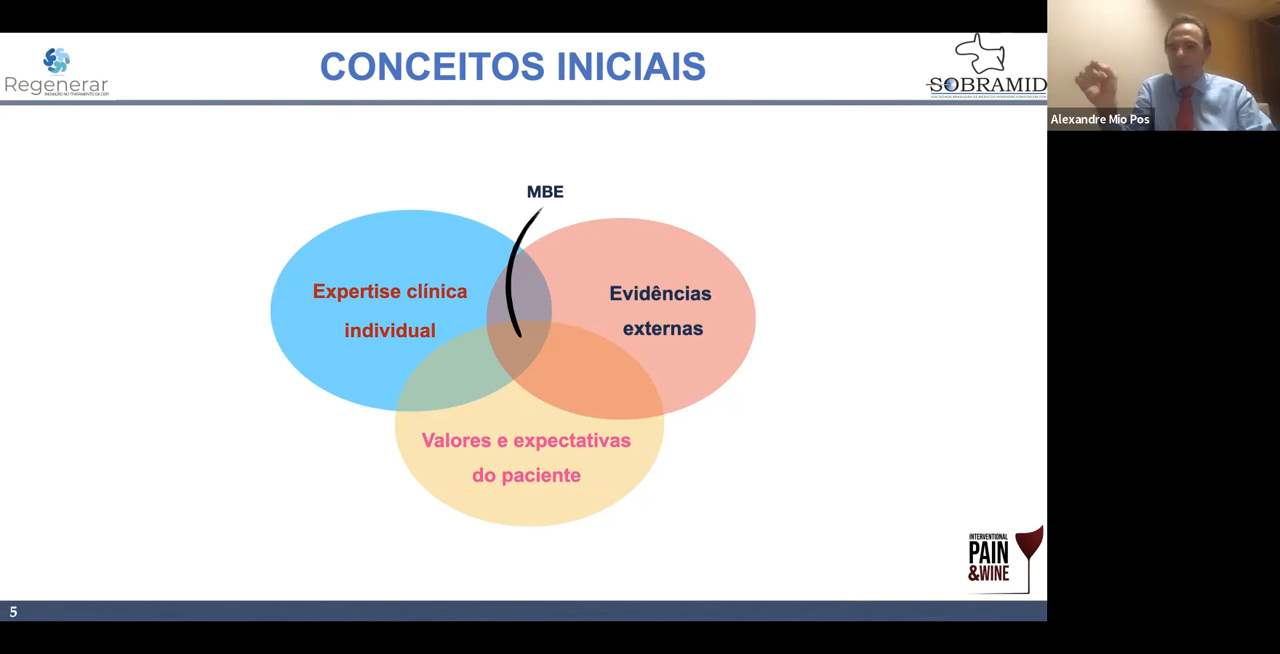 Regenerar
INOVAÇÃO NO TRATAMENTO DA DOR
CONCEITOS INICIAIS
SOBRAMID
Alexandre Mio Pos
MBE
Expertise clínica
individual
Evidências
externas
Valores e expectativas
do paciente
INTERVENTIONAL
PAIN
&WINE
5